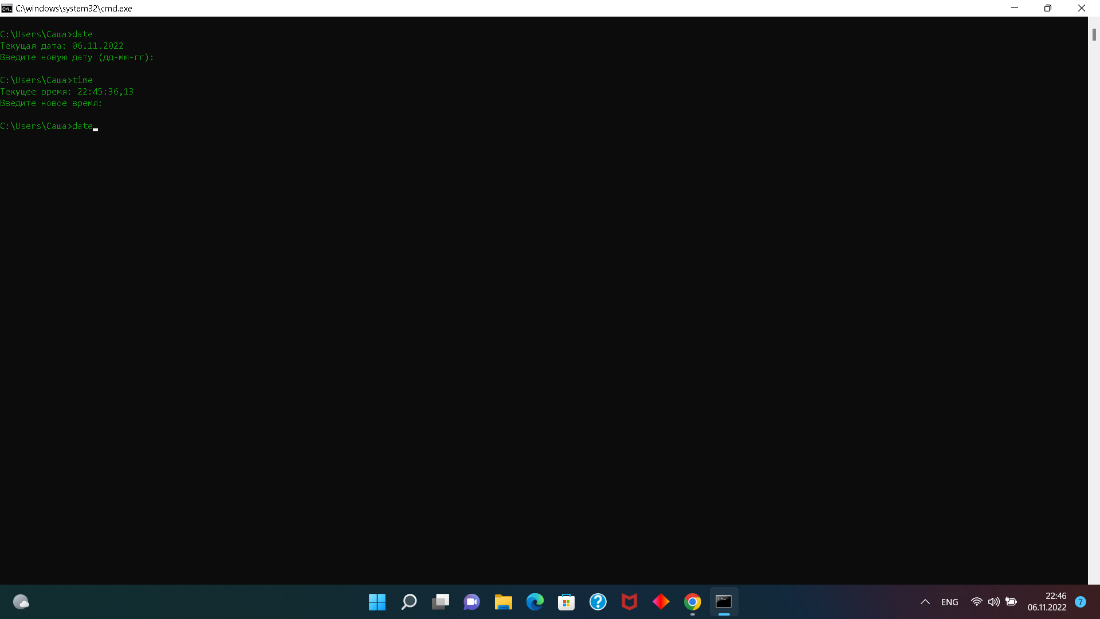 C:\windows\system32\cmd.exe
C:\Users\Саша>date
Текущая дата: 06.11.2022
Введите новую дату (дд-мм-гг):
C:\Users\Саша>time
Текущее время: 22:45:36,13
Введите новое время:
C:\Users\Саша>date
ENG
22:46
06.11.2022
7